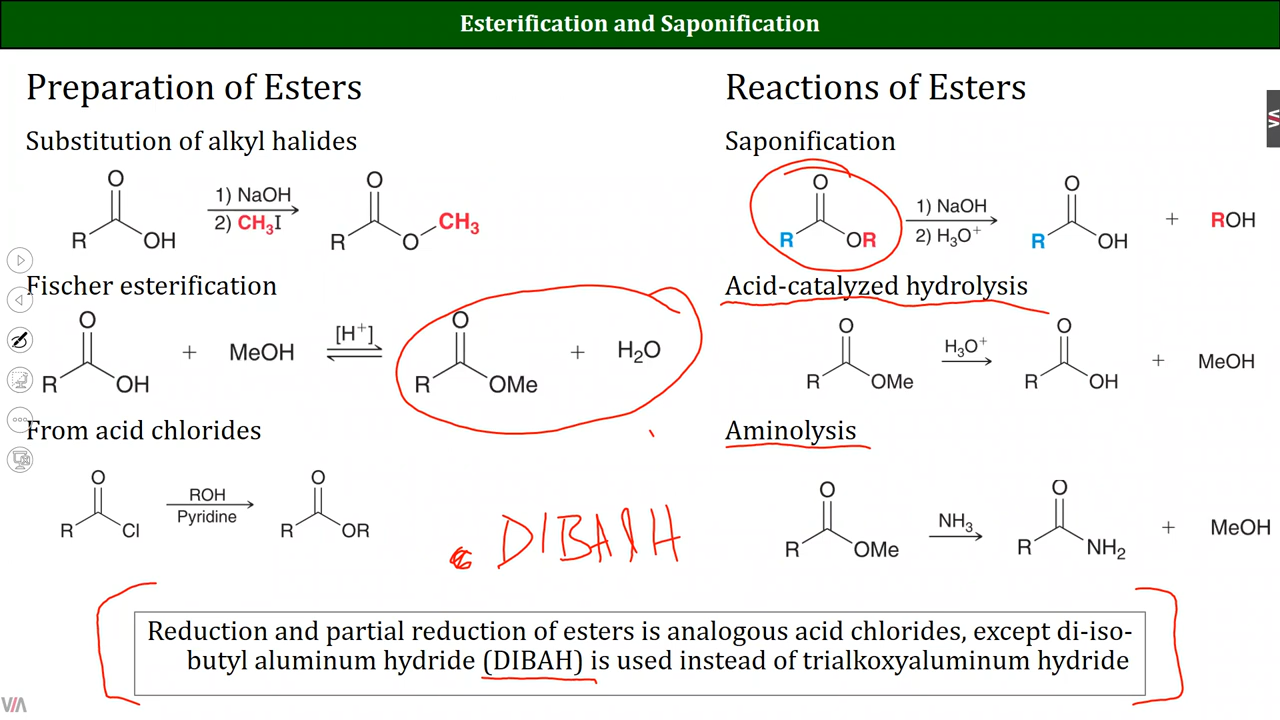 Esterification and Saponification
Preparation of Esters
Substitution of alkyl halides
O
R
OH
1) NaOH
2) CH₃I
O
R
O
CH₃
Fischer esterification
O
R
OH
+
MeOH
[H⁺]
O
R
OMe
+
H₂O
From acid chlorides
O
R
Cl
ROH
Pyridine
O
R
OR
DIBAlH
Reactions of Esters
Saponification
O
R
OR
1) NaOH
2) H₃O⁺
O
R
OH
+
ROH
Acid-catalyzed hydrolysis
O
R
OMe
H₃O⁺
O
R
OH
+
MeOH
Aminolysis
O
R
OMe
NH₃
O
R
NH₂
+
MeOH
Reduction and partial reduction of esters is analogous acid chlorides, except di-iso-
butyl aluminum hydride (DIBAH) is used instead of trialkoxyaluminum hydride
VIA